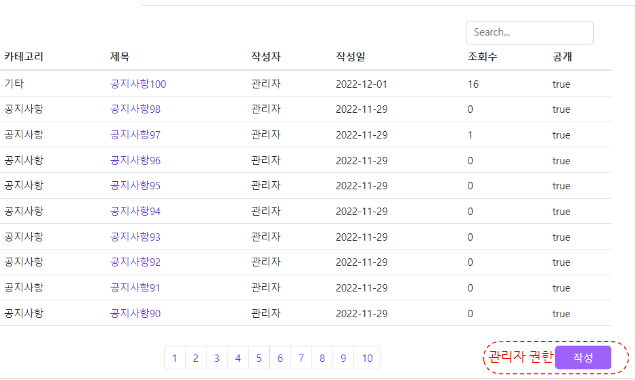 Search...
카테고리 제목 작성자 작성일 조회수 공개
기타 공지사항100 관리자 2022-12-01 16 true
공지사항 공지사항98 관리자 2022-11-29 0 true
공지사항 공지사항97 관리자 2022-11-29 1 true
공지사항 공지사항96 관리자 2022-11-29 0 true
공지사항 공지사항95 관리자 2022-11-29 0 true
공지사항 공지사항94 관리자 2022-11-29 0 true
공지사항 공지사항93 관리자 2022-11-29 0 true
공지사항 공지사항92 관리자 2022-11-29 0 true
공지사항 공지사항91 관리자 2022-11-29 0 true
공지사항 공지사항90 관리자 2022-11-29 0 true
1 2 3 4 5 6 7 8 9 10 관리자 권한 작성